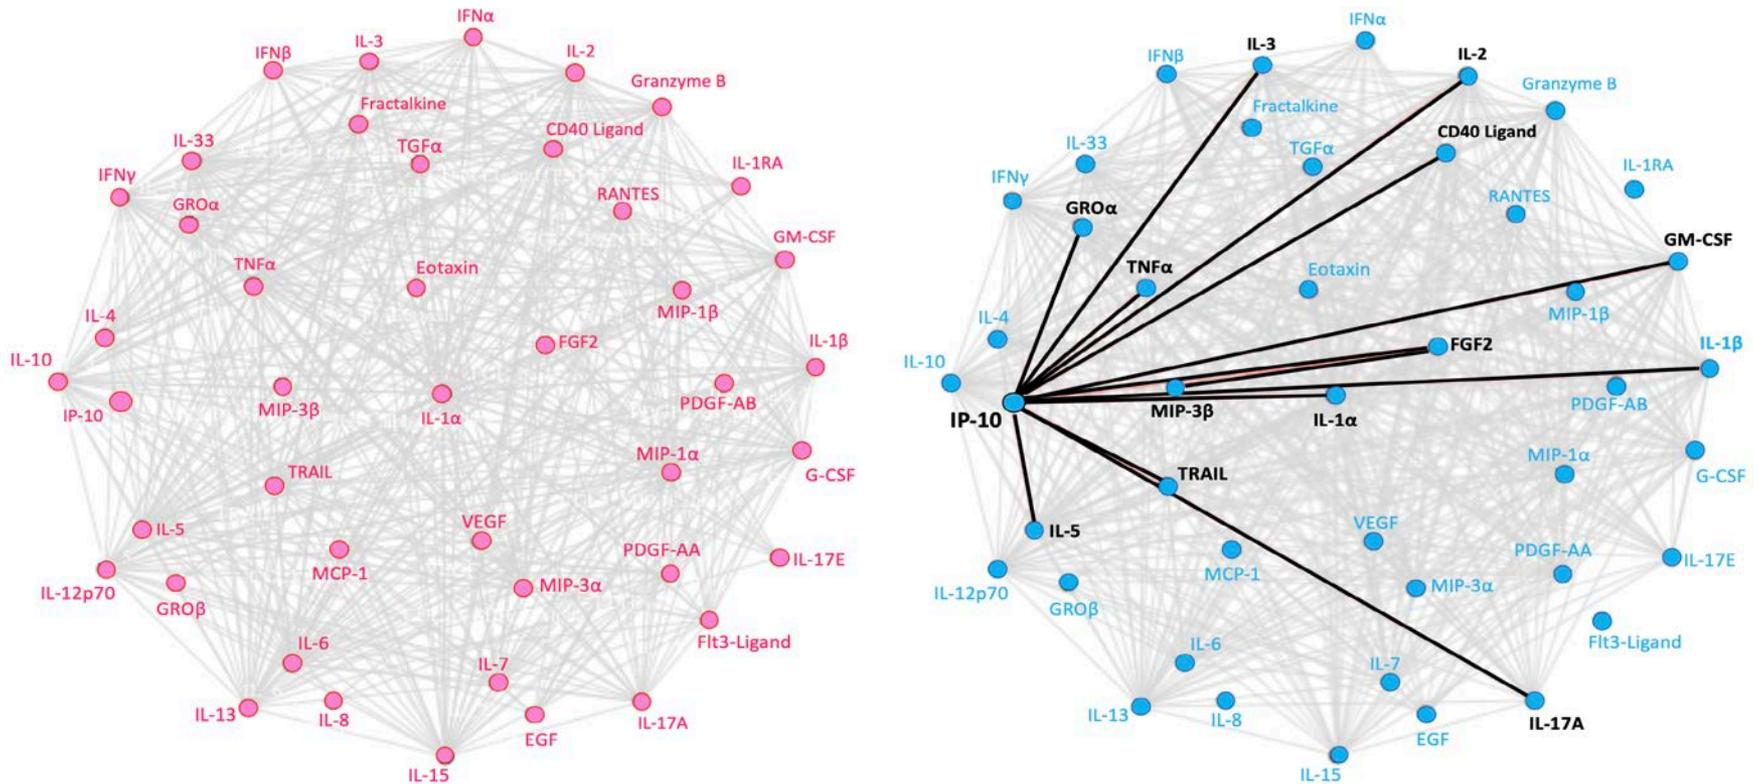 IFNα
IL-3
IL-2
IFNβ
Granzyme B
Fractalkine
CD40 Ligand
IL-33
TGFα
IL-1RA
IFNγ
RANTES
GROα
GM-CSF
TNFα
Eotaxin
MIP-1β
IL-4
FGF2
IL-1β
IL-10
IP-10
MIP-3β
IL-1α
PDGF-AB
MIP-1α
TRAIL
G-CSF
VEGF
IL-5
PDGF-AA
IL-17E
MCP-1
MIP-3α
IL-12p70
GROβ
IL-6
Flt3-Ligand
IL-7
IL-13
IL-8
IL-17A
EGF
IL-15
IFNα
IL-3
IL-2
IFNβ
Granzyme B
Fractalkine
CD40 Ligand
IL-33
TGFα
IL-1RA
IFNγ
RANTES
GROα
GM-CSF
TNFα
Eotaxin
MIP-1β
IL-4
FGF2
IL-1β
IL-10
MIP-3β
PDGF-AB
IP-10
IL-1α
MIP-1α
TRAIL
G-CSF
VEGF
IL-5
PDGF-AA
IL-17E
MCP-1
MIP-3α
IL-12p70
GROβ
IL-6
Flt3-Ligand
IL-7
IL-13
IL-8
IL-17A
EGF
IL-15